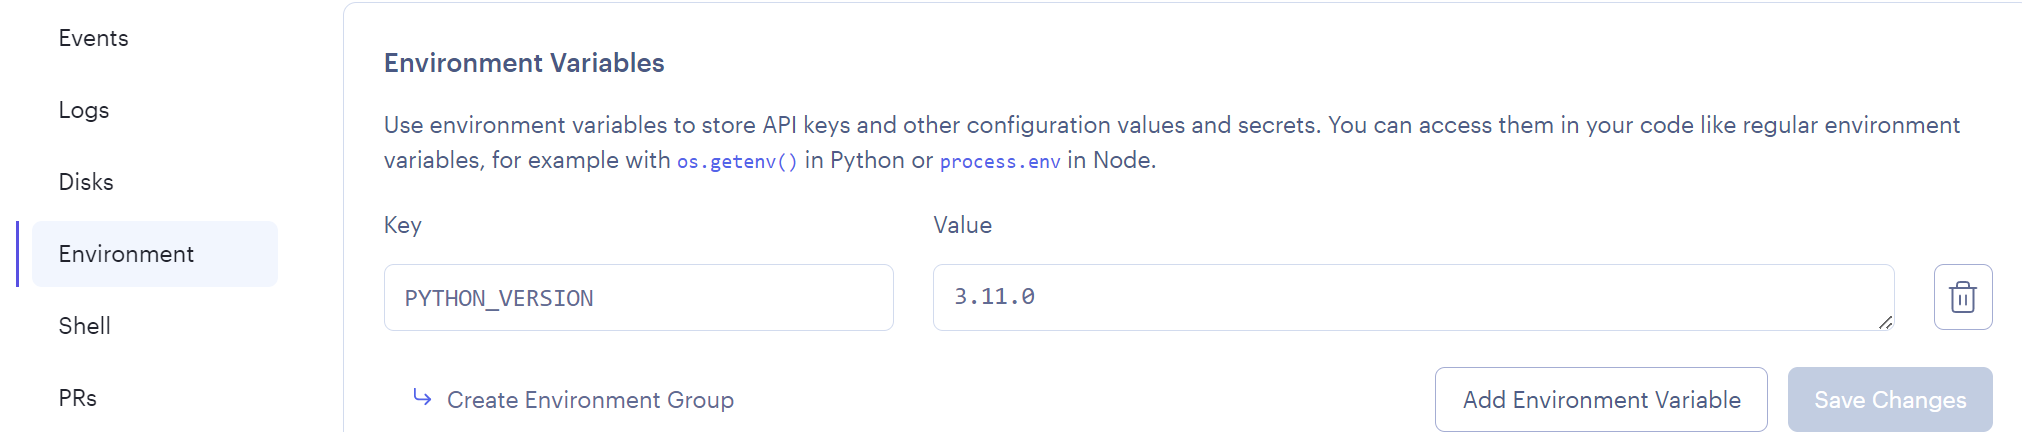 Events
Logs
Disks
Environment
Shell
PRs
Environment Variables
Use environment variables to store API keys and other configuration values and secrets. You can access them in your code like regular environment
variables, for example with os.getenv() in Python or process.env in Node.
Key
Value
PYTHON_VERSION
3.11.0
Create Environment Group
Add Environment Variable
Save Changes